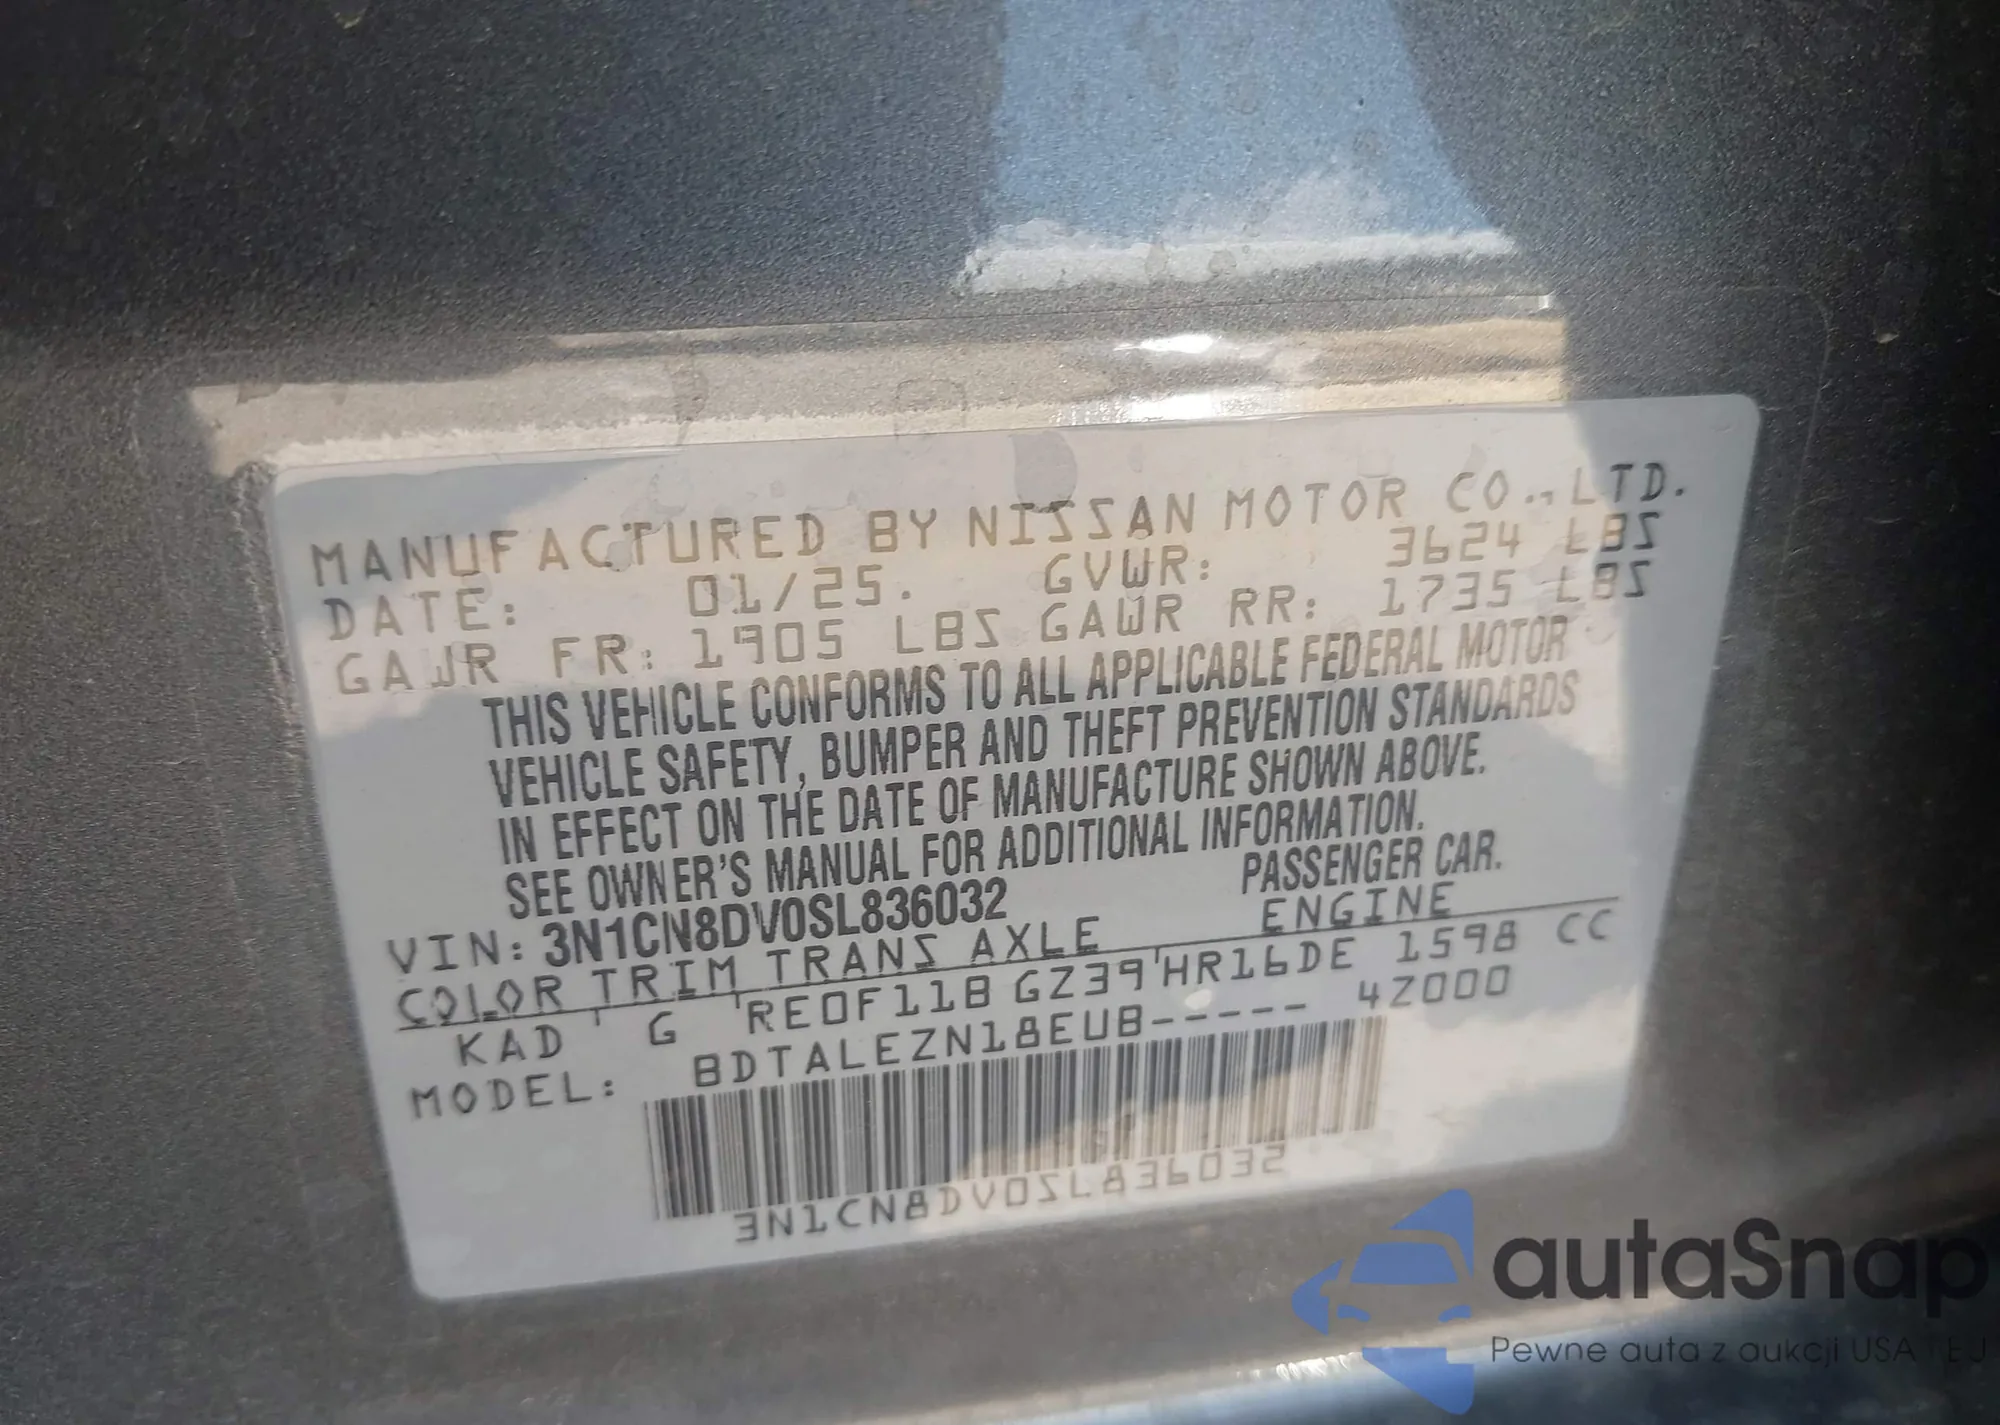 MANUFACTURED BY NISSAN MOTOR CO., LTD.
DATE: 01/25. GVWR: 3624 LBS
GAWR FR: 1905 LBS GAWR RR: 1735 LBS
THIS VEHICLE CONFORMS TO ALL APPLICABLE FEDERAL MOTOR
VEHICLE SAFETY, BUMPER AND THEFT PREVENTION STANDARDS
IN EFFECT ON THE DATE OF MANUFACTURE SHOWN ABOVE.
SEE OWNER'S MANUAL FOR ADDITIONAL INFORMATION.
VIN: 3N1CN8DV0SL836032 PASSENGER CAR.
COLOR TRIM TRANS AXLE ENGINE
KAD G RE0F11B GZ39 HR16DE 1598 CC
MODEL: BDTALEZN18EUB----- 4Z000
3N1CN8DV0SL836032
autaSnap
Pewne auta z aukcji USA i EJ